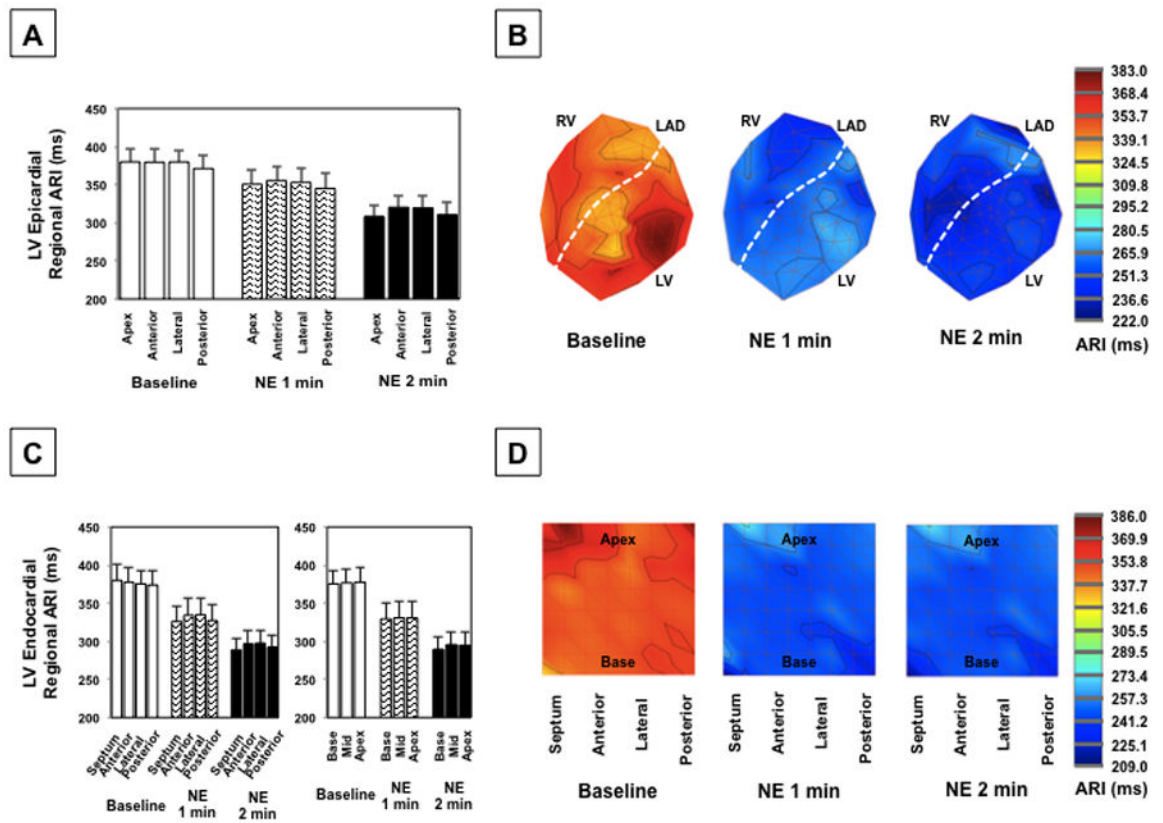 A
LV Epicardial
Regional ARI (ms)
450
400
350
300
250
200
Apex
Anterior
Lateral
Posterior
Apex
Anterior
Lateral
Posterior
Apex
Anterior
Lateral
Posterior
Baseline
NE 1 min
NE 2 min
B
RV
LAD
LV
RV
LAD
LV
RV
LAD
LV
Baseline
NE 1 min
NE 2 min
383.0
368.4
353.7
339.1
324.5
309.8
295.2
280.5
265.9
251.3
236.6
222.0
ARI (ms)
C
LV Endocardial
Regional ARI (ms)
450
400
350
300
250
200
Septum
Anterior
Lateral
Posterior
Septum
Anterior
Lateral
Posterior
Septum
Anterior
Lateral
Posterior
Baseline
NE
1 min
NE
2 min
450
400
350
300
250
200
Base
Mid
Apex
Base
Mid
Apex
Base
Mid
Apex
Baseline
NE
1 min
NE
2 min
D
Apex
Base
Apex
Base
Apex
Base
Septum
Anterior
Lateral
Posterior
Septum
Anterior
Lateral
Posterior
Septum
Anterior
Lateral
Posterior
Baseline
NE 1 min
NE 2 min
386.0
369.9
353.8
337.7
321.6
305.5
289.5
273.4
257.3
241.2
225.1
209.0
ARI (ms)